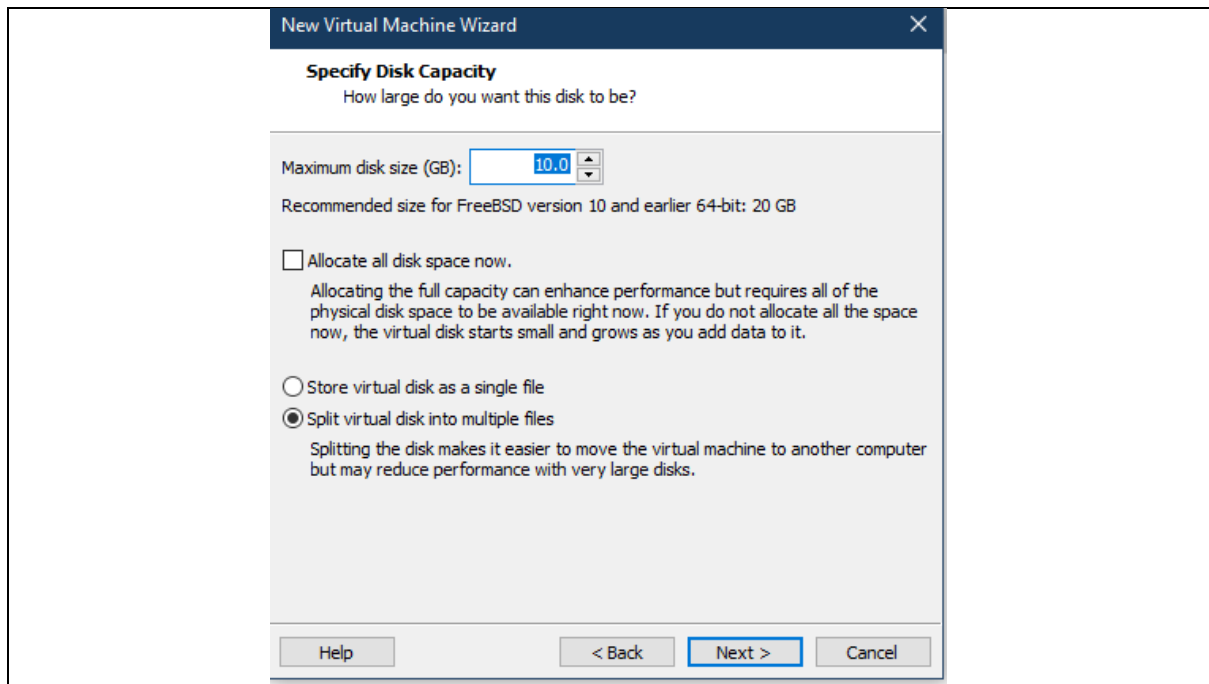 New Virtual Machine Wizard
Specify Disk Capacity
How large do you want this disk to be?
Maximum disk size (GB): 10.0
Recommended size for FreeBSD version 10 and earlier 64-bit: 20 GB
Allocate all disk space now.
Allocating the full capacity can enhance performance but requires all of the
physical disk space to be available right now. If you do not allocate all the space
now, the virtual disk starts small and grows as you add data to it.
Store virtual disk as a single file
Split virtual disk into multiple files
Splitting the disk makes it easier to move the virtual machine to another computer
but may reduce performance with very large disks.
Help < Back Next > Cancel